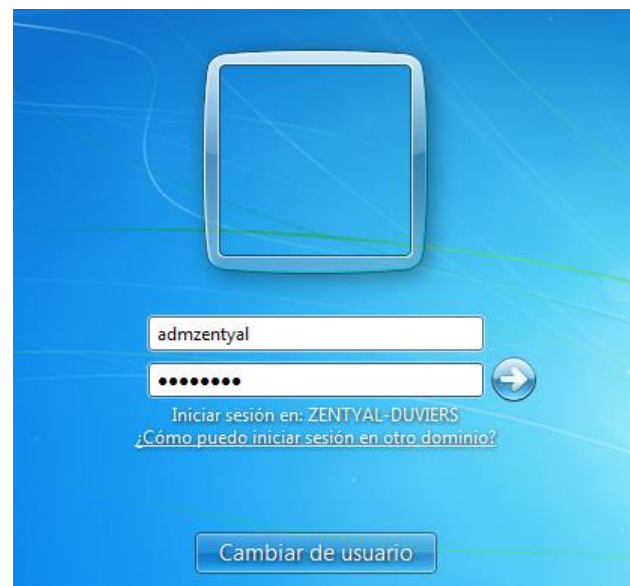 admzentyal
••••••••
Iniciar sesión en: ZENTYAL-DUVIERS
¿Cómo puedo iniciar sesión en otro dominio?
Cambiar de usuario